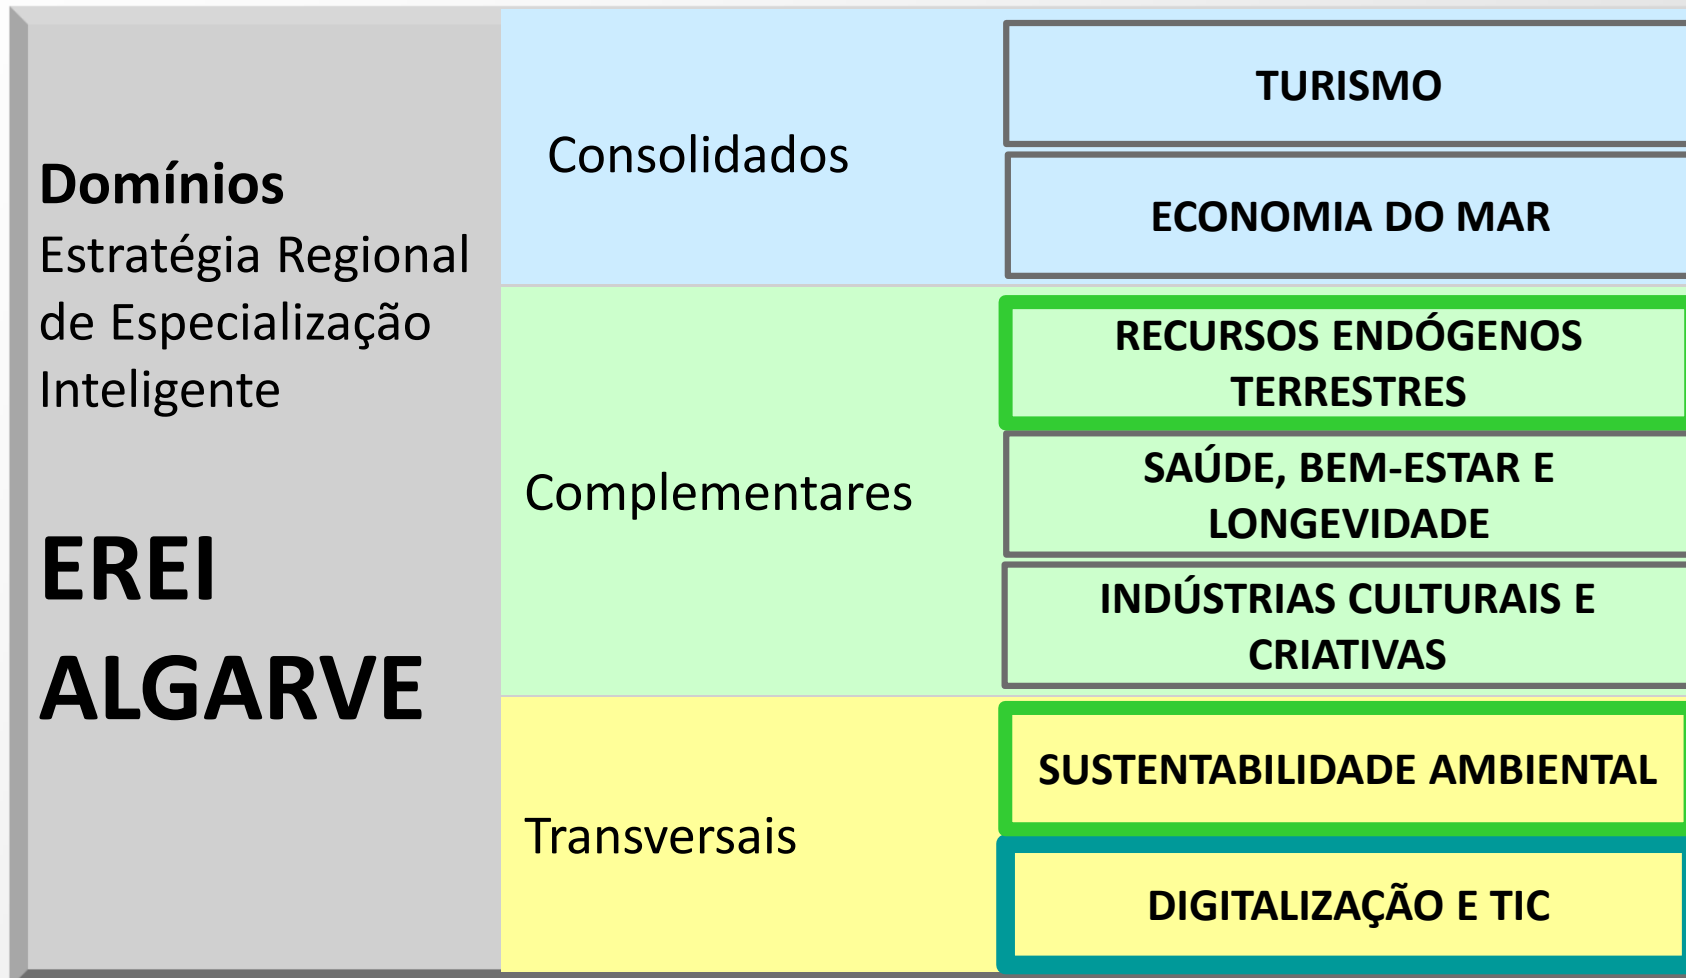 Domínios
Estratégia Regional
de Especialização
Inteligente
EREI
ALGARVE
Consolidados
TURISMO
ECONOMIA DO MAR
Complementares
RECURSOS ENDÓGENOS
TERRESTRES
SAÚDE, BEM-ESTAR E
LONGEVIDADE
INDÚSTRIAS CULTURAIS E
CRIATIVAS
Transversais
SUSTENTABILIDADE AMBIENTAL
DIGITALIZAÇÃO E TIC